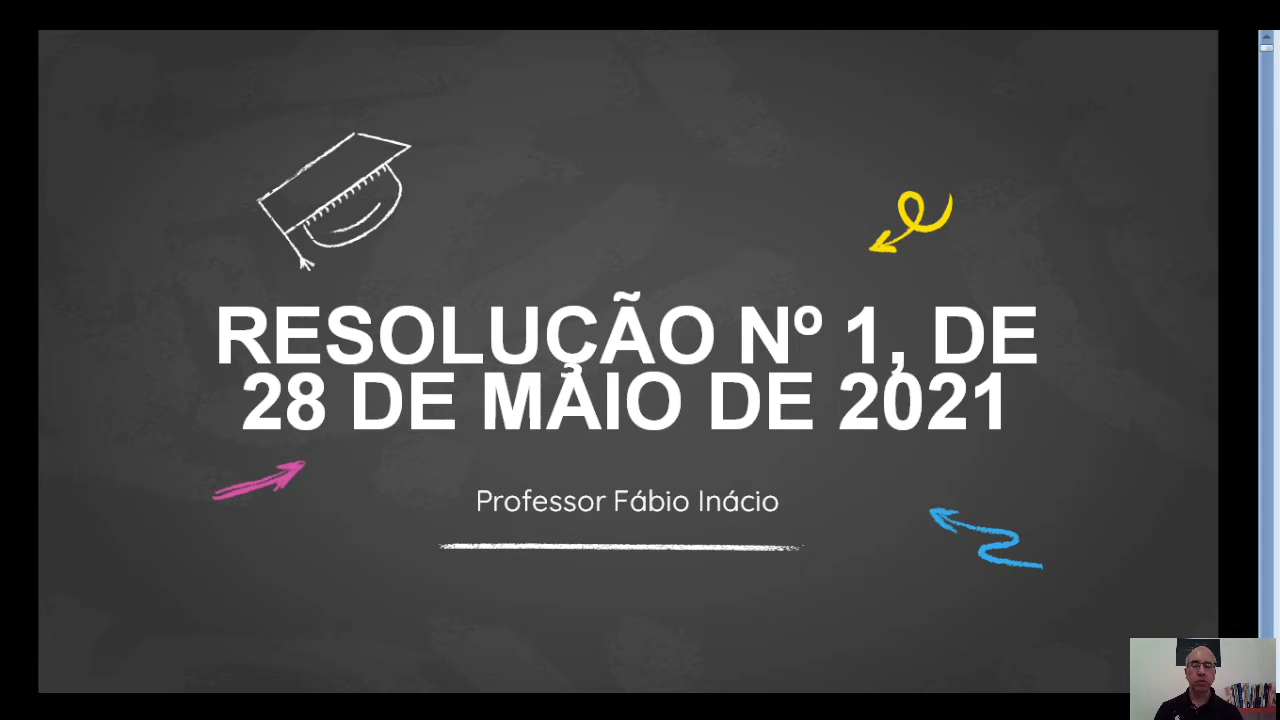 RESOLUÇÃO Nº 1, DE
28 DE MAIO DE 2021
Professor Fábio Inácio